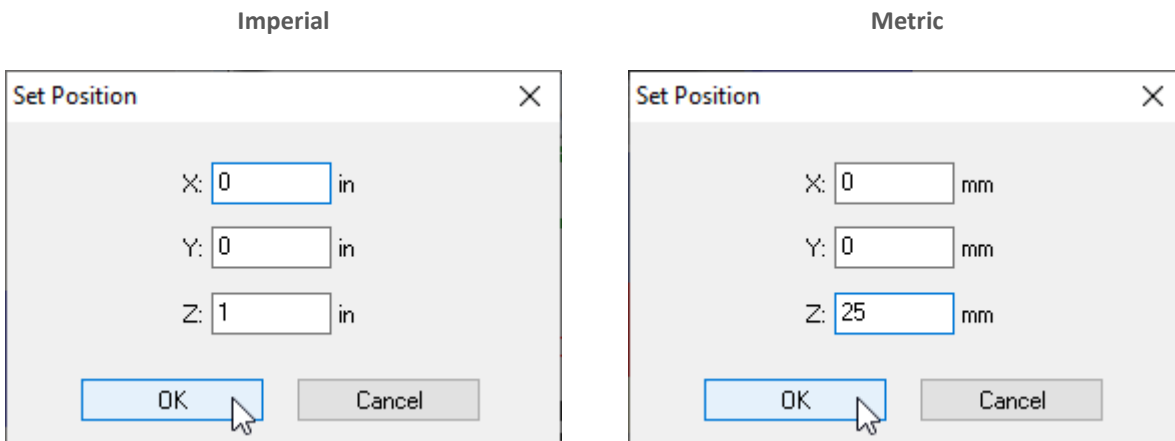 Imperial Metric
Set Position Set Position
X: 0 in X: 0 mm
Y: 0 in Y: 0 mm
Z: 1 in Z: 25 mm
OK Cancel OK Cancel